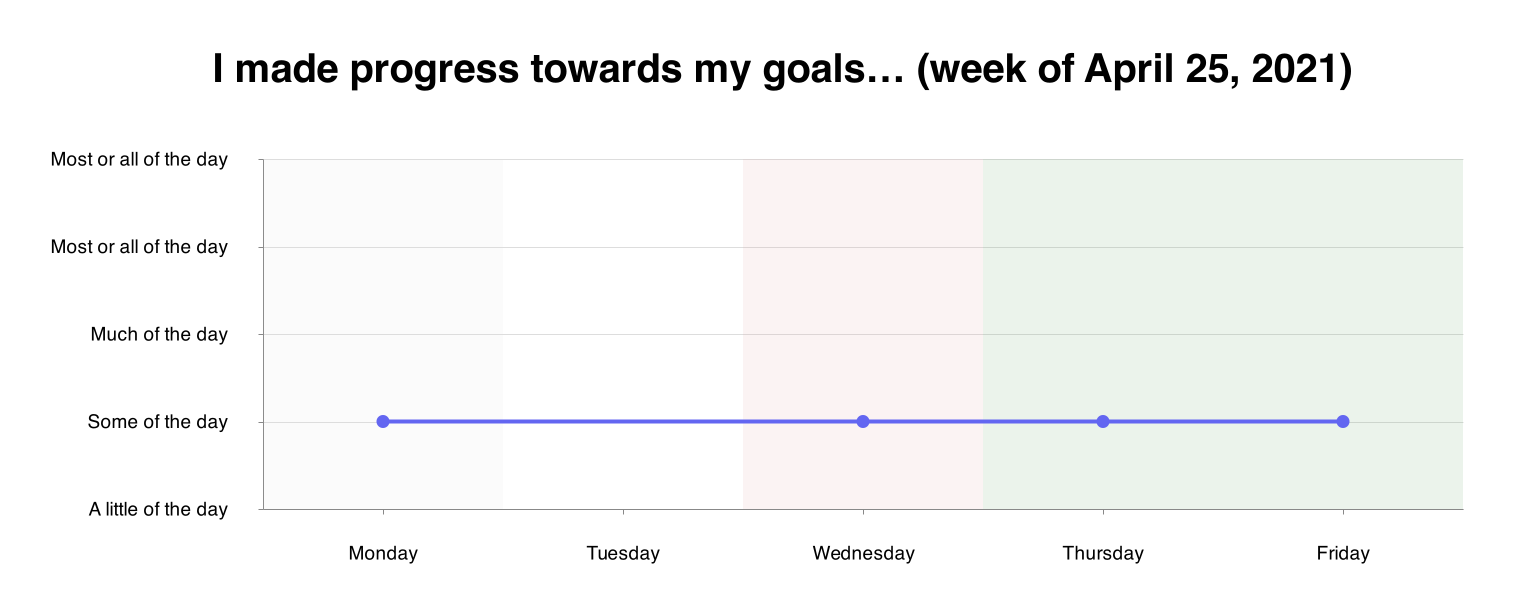 I made progress towards my goals… (week of April 25, 2021)
Most or all of the day
Most or all of the day
Much of the day
Some of the day
A little of the day
Monday Tuesday Wednesday Thursday Friday